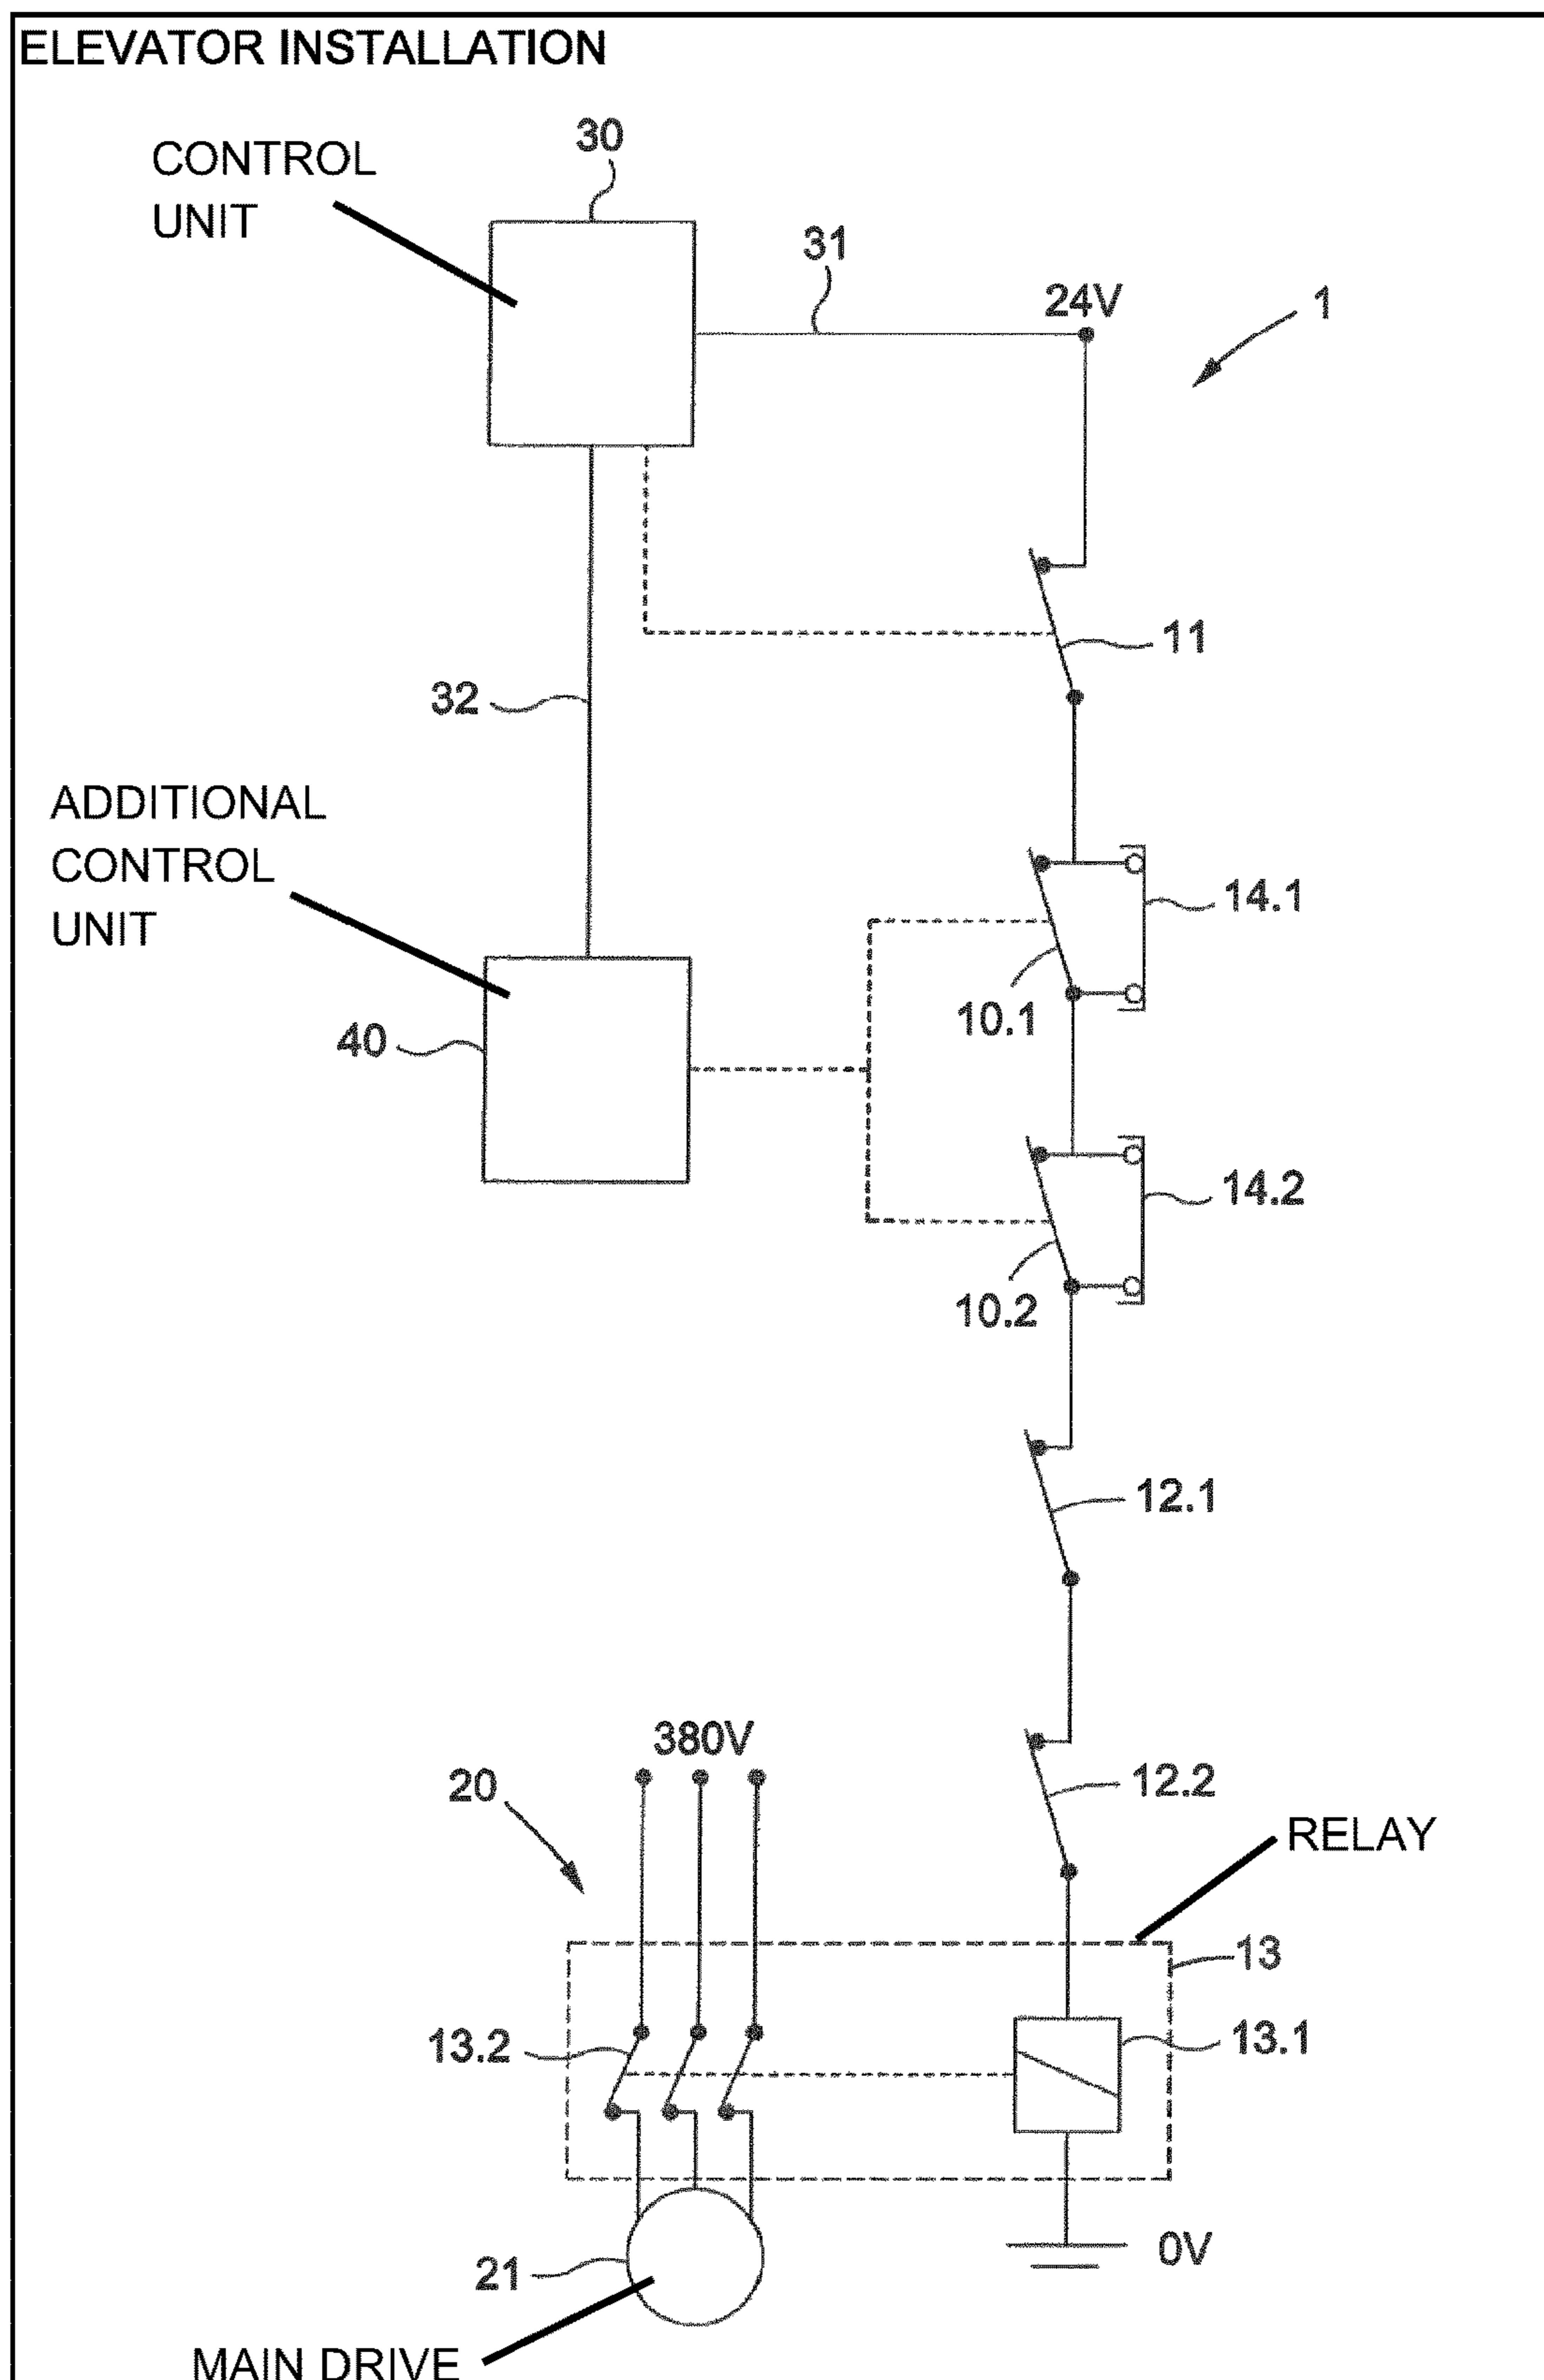 ELEVATOR INSTALLATION
30
CONTROL
UNIT
31
24V
1
11
32
ADDITIONAL
CONTROL
UNIT
14.1
10.1
40
14.2
10.2
12.1
380V
20
12.2
RELAY
13
13.2
13.1
0V
21
MAIN DRIVE